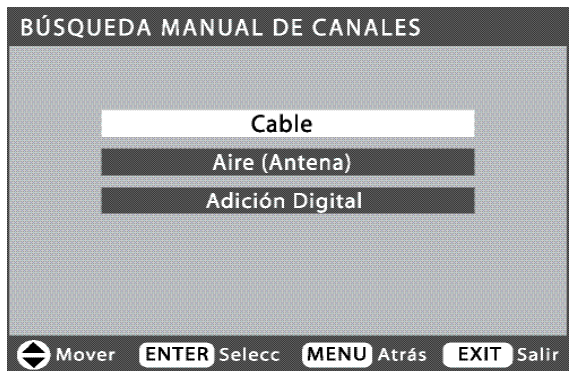 BÚSQUEDA MANUAL DE CANALES
Cable
Aire (Antena)
Adición Digital
Mover ENTER Selecc MENU Atrás EXIT Salir